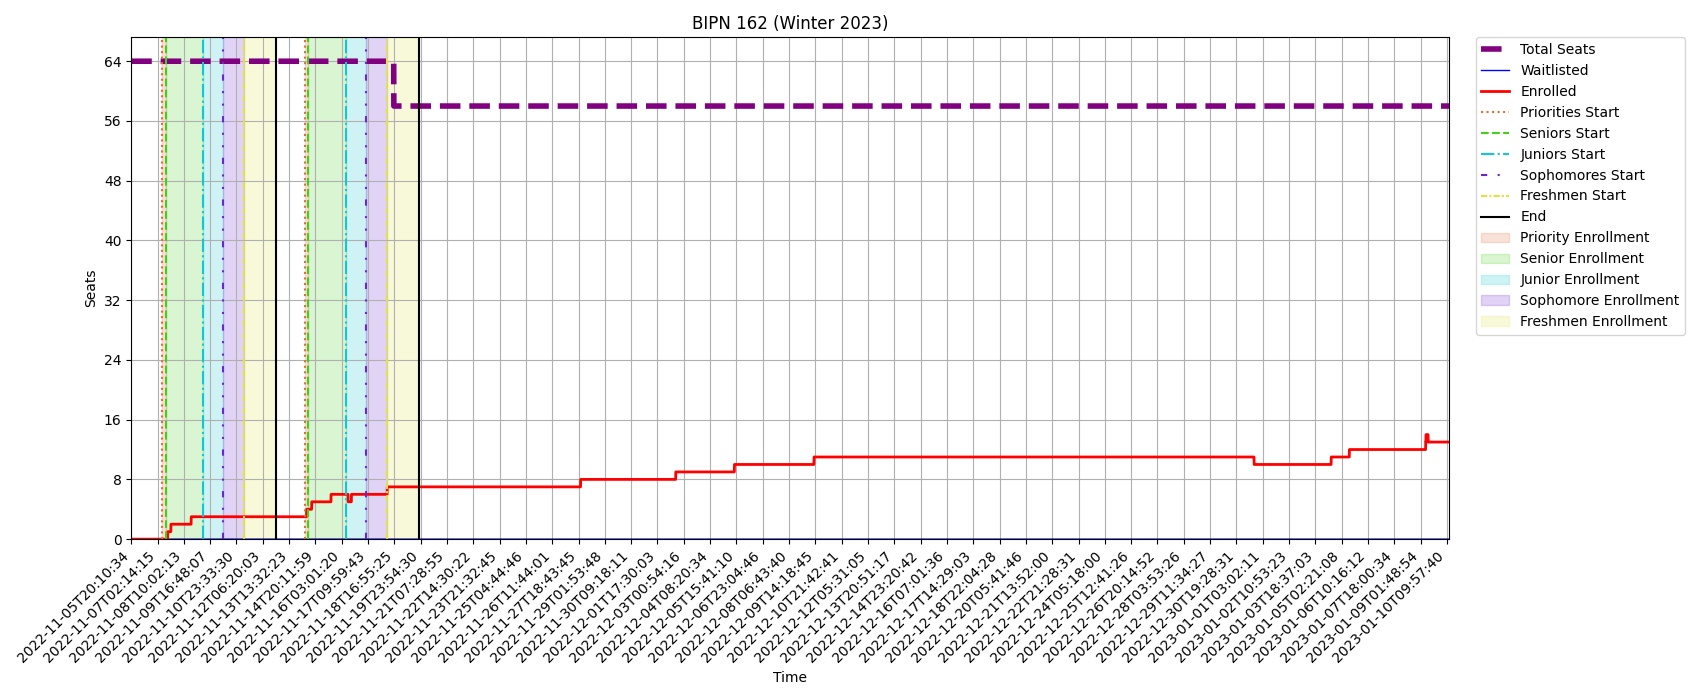 BIPN 162 (Winter 2023)
Total Seats
Waitlisted
Enrolled
Priorities Start
Seniors Start
Juniors Start
Sophomores Start
Freshmen Start
End
Priority Enrollment
Senior Enrollment
Junior Enrollment
Sophomore Enrollment
Freshmen Enrollment
Seats
64
56
48
40
32
24
16
8
0
2022-11-05T20:10:34
2022-11-07T02:14:15
2022-11-08T10:02:13
2022-11-09T16:48:07
2022-11-10T23:33:30
2022-11-12T06:20:03
2022-11-13T13:32:23
2022-11-14T20:11:59
2022-11-16T03:01:20
2022-11-17T09:59:43
2022-11-18T16:55:23
2022-11-19T23:54:30
2022-11-21T07:28:55
2022-11-22T14:30:22
2022-11-23T21:32:45
2022-11-25T04:44:46
2022-11-26T11:44:01
2022-11-27T18:43:45
2022-11-29T01:53:48
2022-11-30T09:18:11
2022-12-01T17:30:03
2022-12-03T00:54:16
2022-12-04T08:20:34
2022-12-05T15:41:10
2022-12-06T23:04:46
2022-12-08T06:43:40
2022-12-09T14:18:45
2022-12-10T21:42:41
2022-12-12T05:31:05
2022-12-13T20:51:17
2022-12-14T23:20:42
2022-12-16T07:01:36
2022-12-17T14:29:03
2022-12-18T22:04:28
2022-12-20T05:41:46
2022-12-21T13:52:00
2022-12-22T21:28:31
2022-12-24T05:18:00
2022-12-25T12:41:26
2022-12-26T20:14:52
2022-12-28T03:53:26
2022-12-29T11:34:27
2022-12-30T19:28:31
2023-01-01T03:02:11
2023-01-02T10:53:23
2023-01-03T18:37:03
2023-01-05T02:21:08
2023-01-06T10:16:12
2023-01-07T18:00:34
2023-01-09T01:48:54
2023-01-10T09:57:40
Time